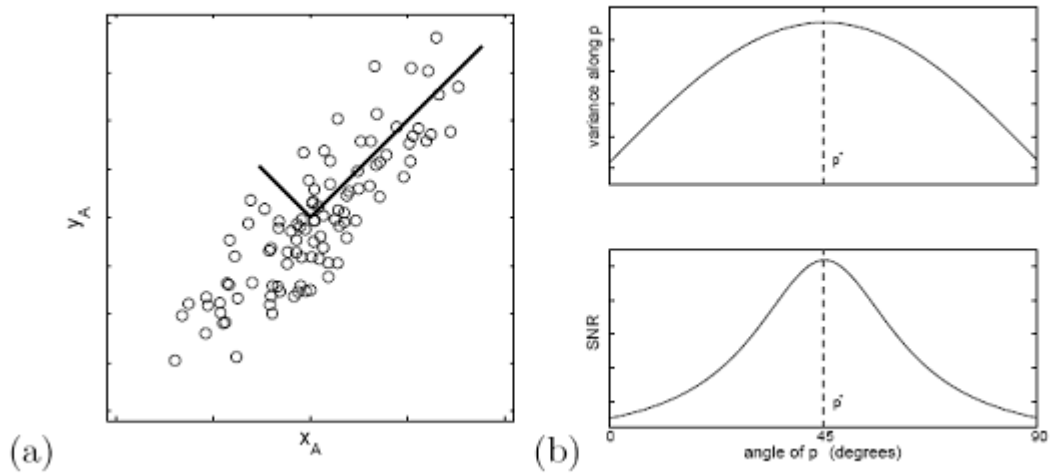 y_A
x_A
(a)
variance along p
p*
SNR
p*
0 45 90
angle of p (degrees)
(b)